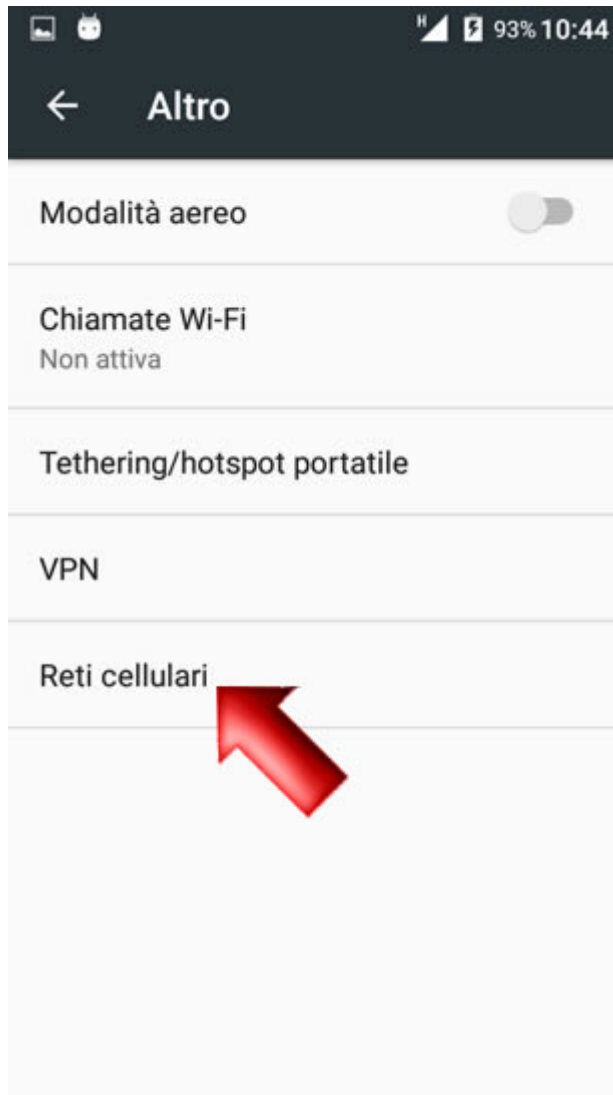 H 93% 10:44
Altro
Modalità aereo
Chiamate Wi-Fi
Non attiva
Tethering/hotspot portatile
VPN
Reti cellulari